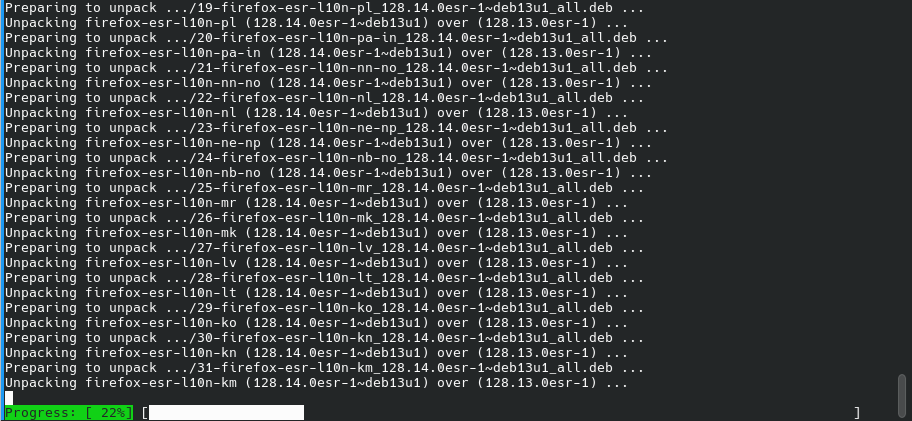 Preparing to unpack .../19-firefox-esr-l10n-pl_128.14.0esr-1~deb13u1_all.deb ...
Unpacking firefox-esr-l10n-pl (128.14.0esr-1~deb13u1) over (128.13.0esr-1) ...
Preparing to unpack .../20-firefox-esr-l10n-pa-in_128.14.0esr-1~deb13u1_all.deb ...
Unpacking firefox-esr-l10n-pa-in (128.14.0esr-1~deb13u1) over (128.13.0esr-1) ...
Preparing to unpack .../21-firefox-esr-l10n-nn-no_128.14.0esr-1~deb13u1_all.deb ...
Unpacking firefox-esr-l10n-nn-no (128.14.0esr-1~deb13u1) over (128.13.0esr-1) ...
Preparing to unpack .../22-firefox-esr-l10n-nl_128.14.0esr-1~deb13u1_all.deb ...
Unpacking firefox-esr-l10n-nl (128.14.0esr-1~deb13u1) over (128.13.0esr-1) ...
Preparing to unpack .../23-firefox-esr-l10n-ne-np_128.14.0esr-1~deb13u1_all.deb ...
Unpacking firefox-esr-l10n-ne-np (128.14.0esr-1~deb13u1) over (128.13.0esr-1) ...
Preparing to unpack .../24-firefox-esr-l10n-nb-no_128.14.0esr-1~deb13u1_all.deb ...
Unpacking firefox-esr-l10n-nb-no (128.14.0esr-1~deb13u1) over (128.13.0esr-1) ...
Preparing to unpack .../25-firefox-esr-l10n-mr_128.14.0esr-1~deb13u1_all.deb ...
Unpacking firefox-esr-l10n-mr (128.14.0esr-1~deb13u1) over (128.13.0esr-1) ...
Preparing to unpack .../26-firefox-esr-l10n-mk_128.14.0esr-1~deb13u1_all.deb ...
Unpacking firefox-esr-l10n-mk (128.14.0esr-1~deb13u1) over (128.13.0esr-1) ...
Preparing to unpack .../27-firefox-esr-l10n-lv_128.14.0esr-1~deb13u1_all.deb ...
Unpacking firefox-esr-l10n-lv (128.14.0esr-1~deb13u1) over (128.13.0esr-1) ...
Preparing to unpack .../28-firefox-esr-l10n-lt_128.14.0esr-1~deb13u1_all.deb ...
Unpacking firefox-esr-l10n-lt (128.14.0esr-1~deb13u1) over (128.13.0esr-1) ...
Preparing to unpack .../29-firefox-esr-l10n-ko_128.14.0esr-1~deb13u1_all.deb ...
Unpacking firefox-esr-l10n-ko (128.14.0esr-1~deb13u1) over (128.13.0esr-1) ...
Preparing to unpack .../30-firefox-esr-l10n-kn_128.14.0esr-1~deb13u1_all.deb ...
Unpacking firefox-esr-l10n-kn (128.14.0esr-1~deb13u1) over (128.13.0esr-1) ...
Preparing to unpack .../31-firefox-esr-l10n-km_128.14.0esr-1~deb13u1_all.deb ...
Unpacking firefox-esr-l10n-km (128.14.0esr-1~deb13u1) over (128.13.0esr-1) ...
Progress: [ 22%] [ ]